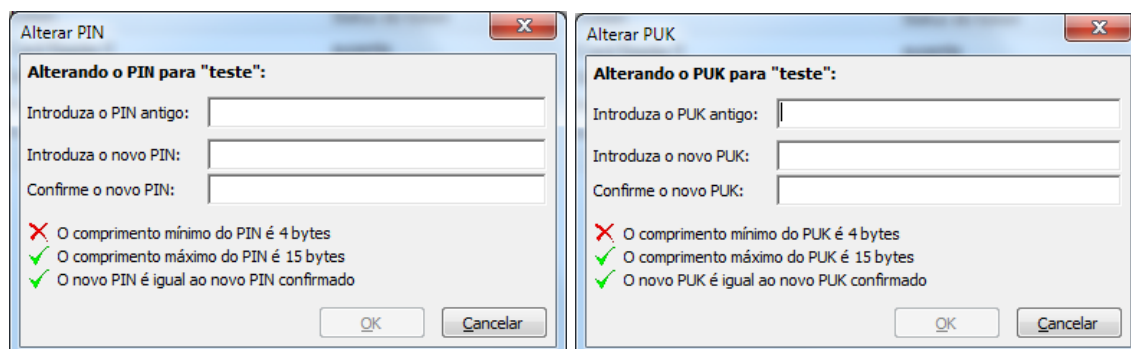 Alterar PIN
Alterando o PIN para "teste":
Introduza o PIN antigo:
Introduza o novo PIN:
Confirme o novo PIN:
O comprimento mínimo do PIN é 4 bytes
O comprimento máximo do PIN é 15 bytes
O novo PIN é igual ao novo PIN confirmado
OK Cancelar
Alterar PUK
Alterando o PUK para "teste":
Introduza o PUK antigo:
Introduza o novo PUK:
Confirme o novo PUK:
O comprimento mínimo do PUK é 4 bytes
O comprimento máximo do PUK é 15 bytes
O novo PUK é igual ao novo PUK confirmado
OK Cancelar